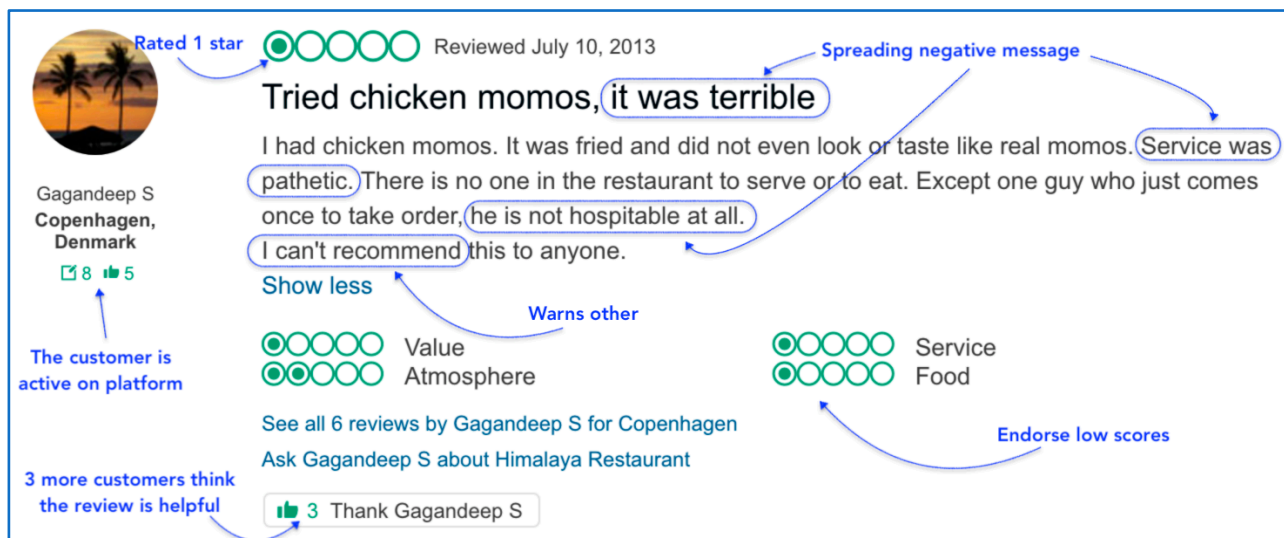 Rated 1 star
Reviewed July 10, 2013
Spreading negative message
Tried chicken momos, it was terrible
I had chicken momos. It was fried and did not even look or taste like real momos. Service was
pathetic. There is no one in the restaurant to serve or to eat. Except one guy who just comes
once to take order, he is not hospitable at all.
I can't recommend this to anyone.
Show less
Gagandeep S
Copenhagen,
Denmark
8 5
Warns other
The customer is
active on platform
Value
Atmosphere
Service
Food
Endorse low scores
See all 6 reviews by Gagandeep S for Copenhagen
Ask Gagandeep S about Himalaya Restaurant
3 more customers think
the review is helpful
3 Thank Gagandeep S